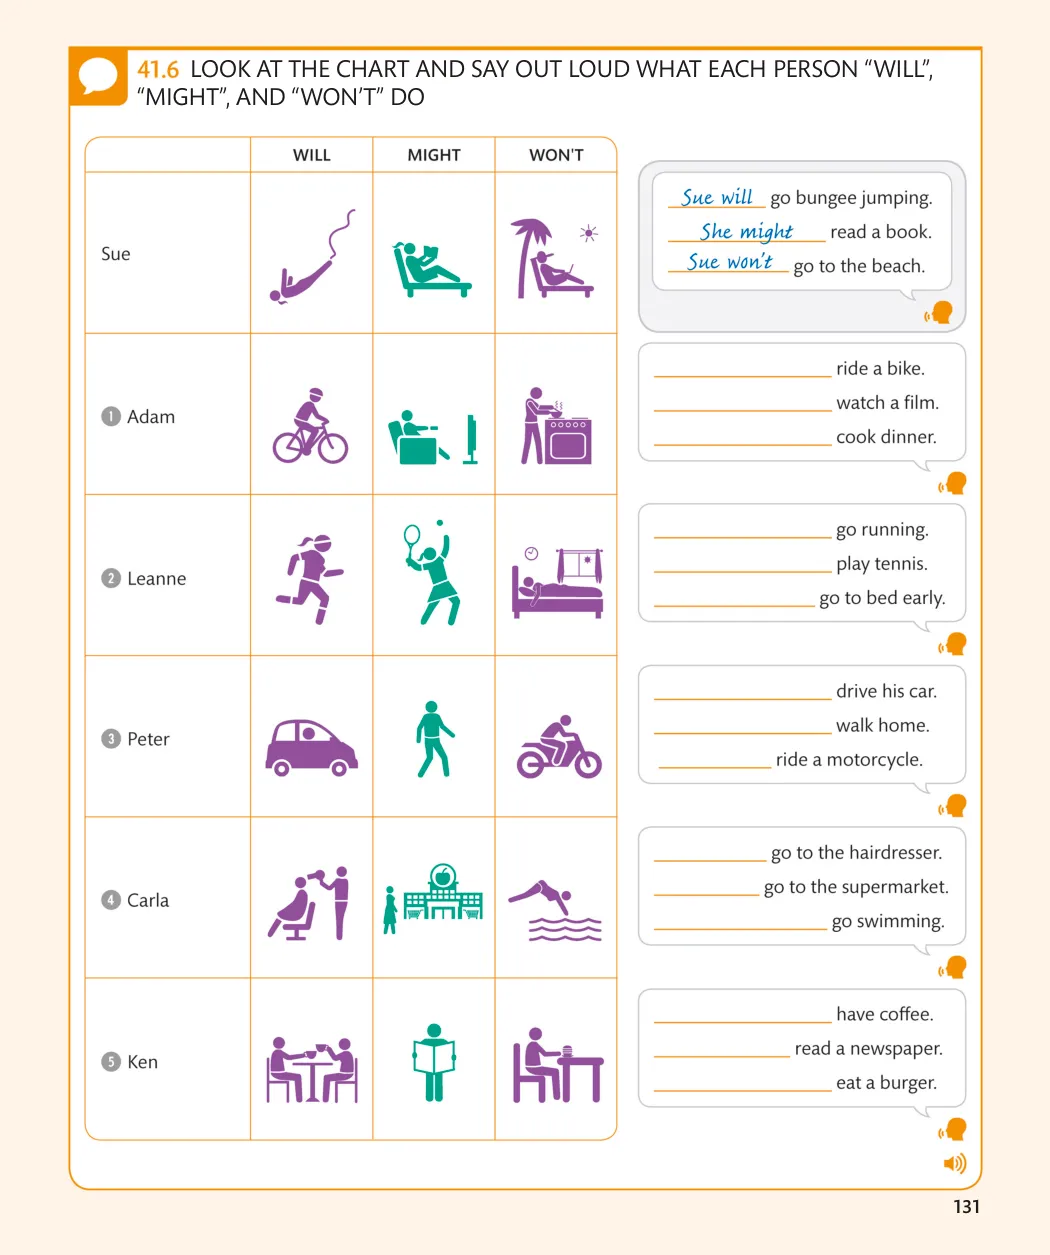 41.6 LOOK AT THE CHART AND SAY OUT LOUD WHAT EACH PERSON “WILL”,
“MIGHT”, AND “WON’T” DO
WILL MIGHT WON'T
Sue
Sue will go bungee jumping.
She might read a book.
Sue won't go to the beach.
1 Adam
ride a bike.
watch a film.
cook dinner.
2 Leanne
go running.
play tennis.
go to bed early.
3 Peter
drive his car.
walk home.
ride a motorcycle.
4 Carla
go to the hairdresser.
go to the supermarket.
go swimming.
5 Ken
have coffee.
read a newspaper.
eat a burger.
131